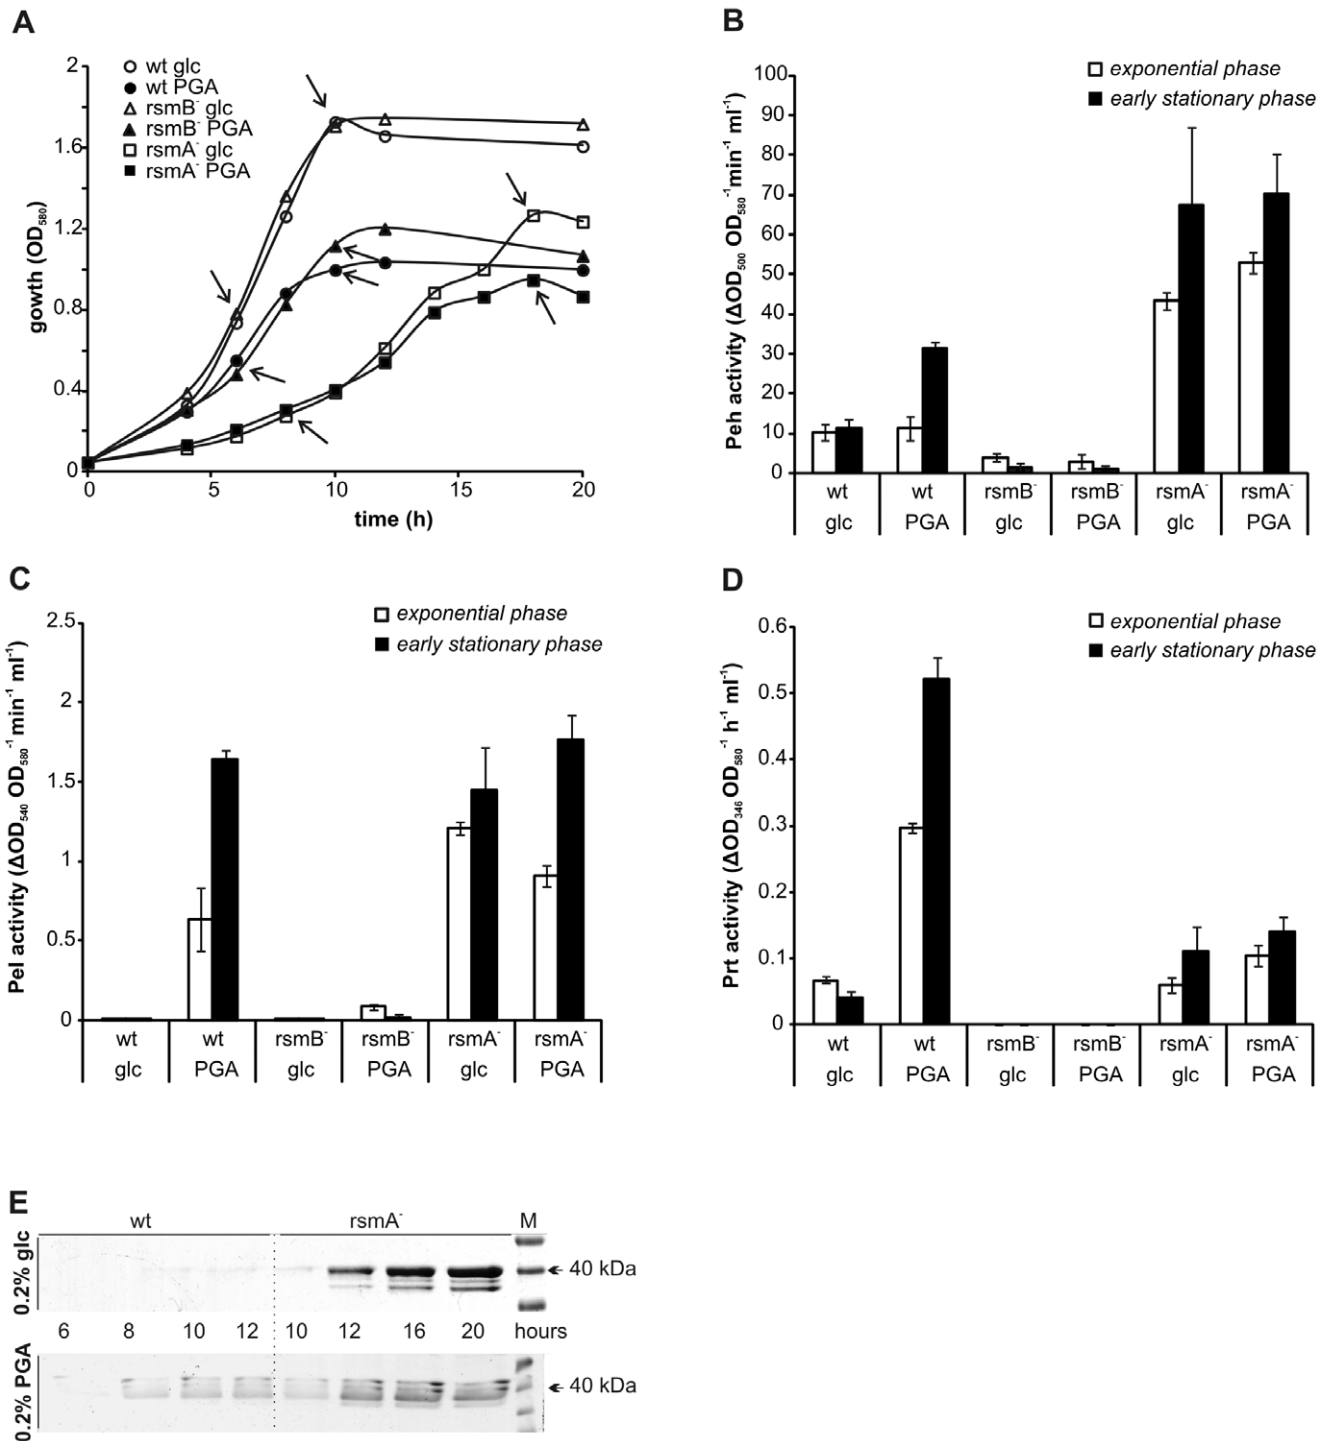 A
2
1.6
1.2
0.8
0.4
0
gowth (OD580)
wt glc
wt PGA
rsmB- glc
rsmB- PGA
rsmA- glc
rsmA- PGA
0 5 10 15 20
time (h)
B
exponential phase
early stationary phase
100
90
80
70
60
50
40
30
20
10
0
Peh activity (ΔOD500 OD580-1min-1 ml-1)
wt wt rsmB- rsmB- rsmA- rsmA-
glc PGA glc PGA glc PGA
C
exponential phase
early stationary phase
2.5
2
1.5
1
0.5
0
Pel activity (ΔOD540 OD580-1 min-1 ml-1)
wt wt rsmB- rsmB- rsmA- rsmA-
glc PGA glc PGA glc PGA
D
exponential phase
early stationary phase
0.6
0.5
0.4
0.3
0.2
0.1
0
Prt activity (ΔOD346 OD580-1 h-1 ml-1)
wt wt rsmB- rsmB- rsmA- rsmA-
glc PGA glc PGA glc PGA
E
wt rsmA- M
0.2% glc
40 kDa
6 8 10 12 10 12 16 20 hours
0.2% PGA
40 kDa